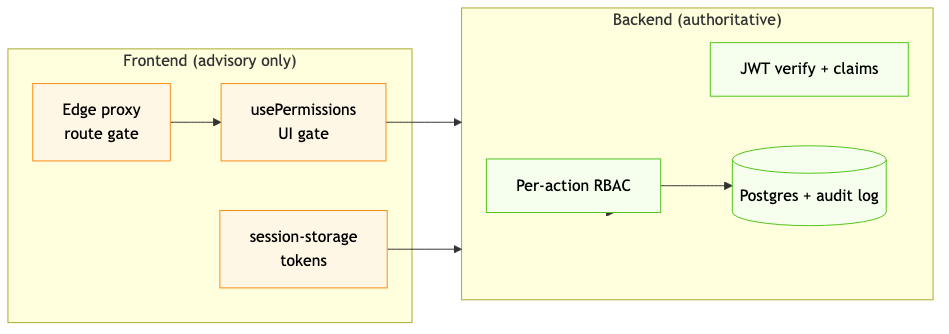 Frontend (advisory only)
Edge proxy
route gate
usePermissions
UI gate
session-storage
tokens
Backend (authoritative)
JWT verify + claims
Per-action RBAC
Postgres + audit log